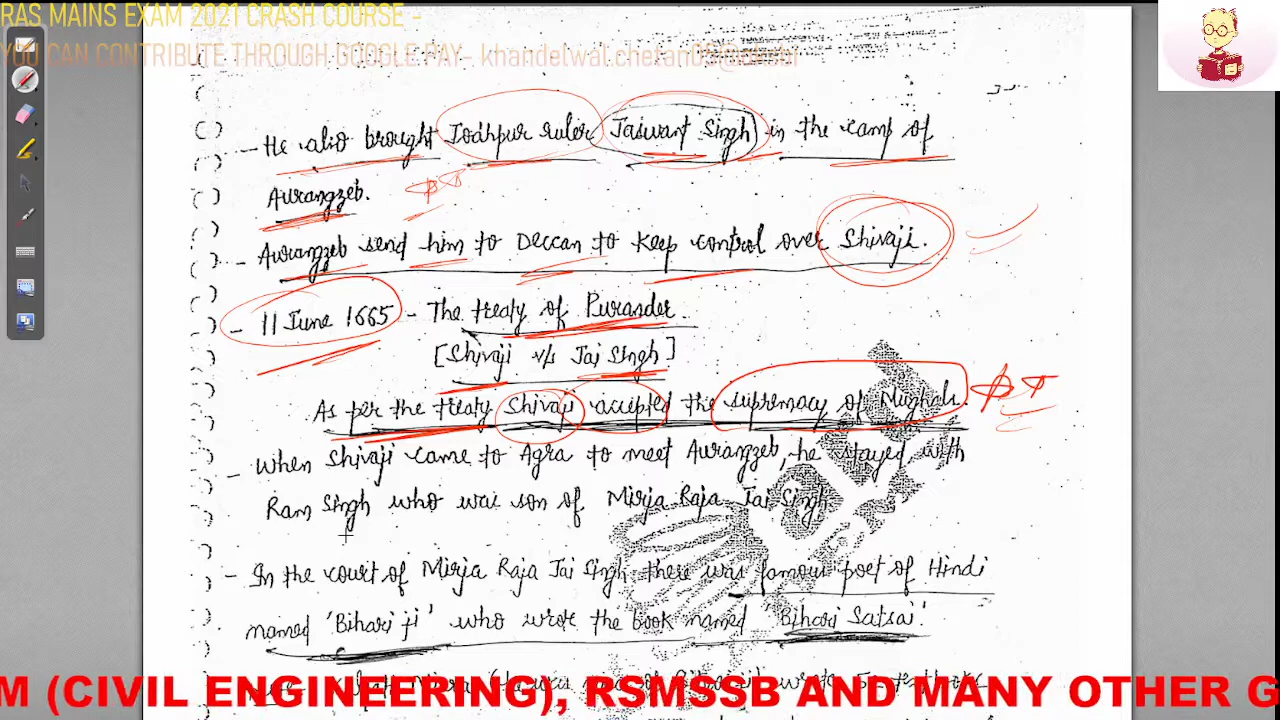 RAS MAINS EXAM 2021 CRASH COURSE -
YOU CAN CONTRIBUTE THROUGH GOOGLE PAY- khandelwal.chetan05@
- He also brought Jodhpur ruler Jaswant Singh in the camp of
Aurangzeb.
- Aurangzeb send him to Deccan to keep control over Shivaji.
- 11 June 1665 - The treaty of Purander
[Shivaji v/s Jai Singh]
As per the treaty Shivaji accepted the supremacy of Mughals.
- When Shivaji came to Agra to meet Aurangzeb, he stayed with
Ram Singh who was son of Mirja Raja Jai Singh
- In the court of Mirja Raja Jai Singh there was famous poet of Hindi
named 'Bihari ji' who wrote the book named 'Bihari Satsai'.
M (CIVIL ENGINEERING), RSMSSB AND MANY OTHER G